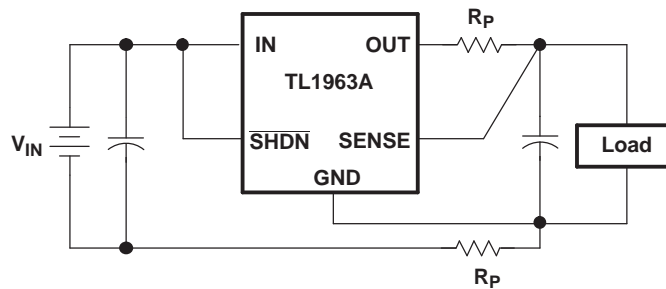 R_P
IN OUT
TL1963A
V_IN
SHDN SENSE
Load
GND
R_P